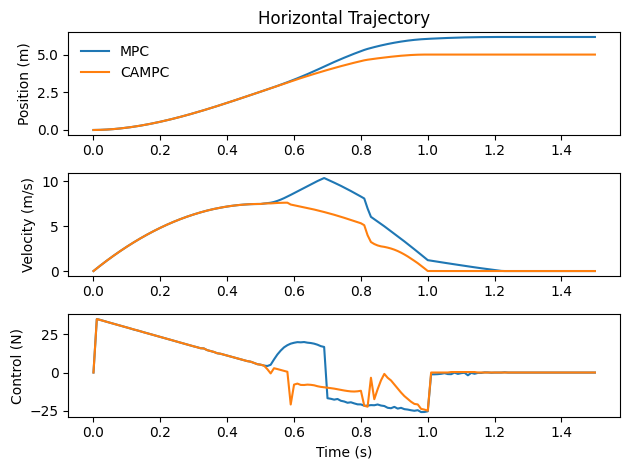 Horizontal Trajectory
Position (m)
5.0
2.5
0.0
MPC
CAMPC
0.0 0.2 0.4 0.6 0.8 1.0 1.2 1.4
Velocity (m/s)
10
5
0
0.0 0.2 0.4 0.6 0.8 1.0 1.2 1.4
Control (N)
25
0
−25
0.0 0.2 0.4 0.6 0.8 1.0 1.2 1.4
Time (s)